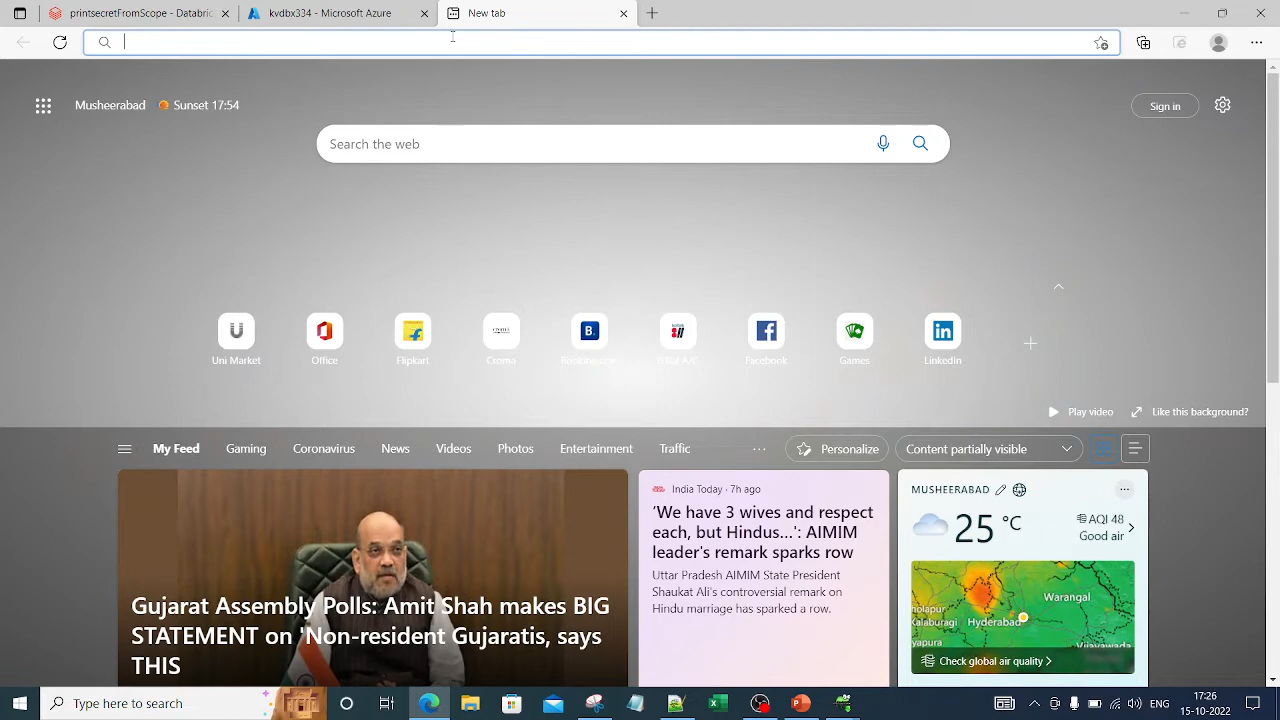 printsecretFromScope - Databric
kvdbx334 - Microsoft Azure
New tab
Musheerabad
Sunset 17:54
Sign in
Search the web
Uni Market
Office
Flipkart
Croma
Facebook
Games
LinkedIn
Play video
Like this background?
My Feed
Gaming
Coronavirus
News
Videos
Photos
Entertainment
Traffic
Personalize
Content partially visible
Gujarat Assembly Polls: Amit Shah makes BIG
STATEMENT on 'Non-resident Gujaratis, says
THIS
India Today · 7h ago
'We have 3 wives and respect
each, but Hindus...': AIMIM
leader's remark sparks row
Uttar Pradesh AIMIM State President
Shaukat Ali's controversial remark on
Hindu marriage has sparked a row.
MUSHEERABAD
25 °C
AQI 48
Good air
Warangal
Hyderabad
Vijayawada
Check global air quality
Type here to search
ENG
17:26
15-10-2022